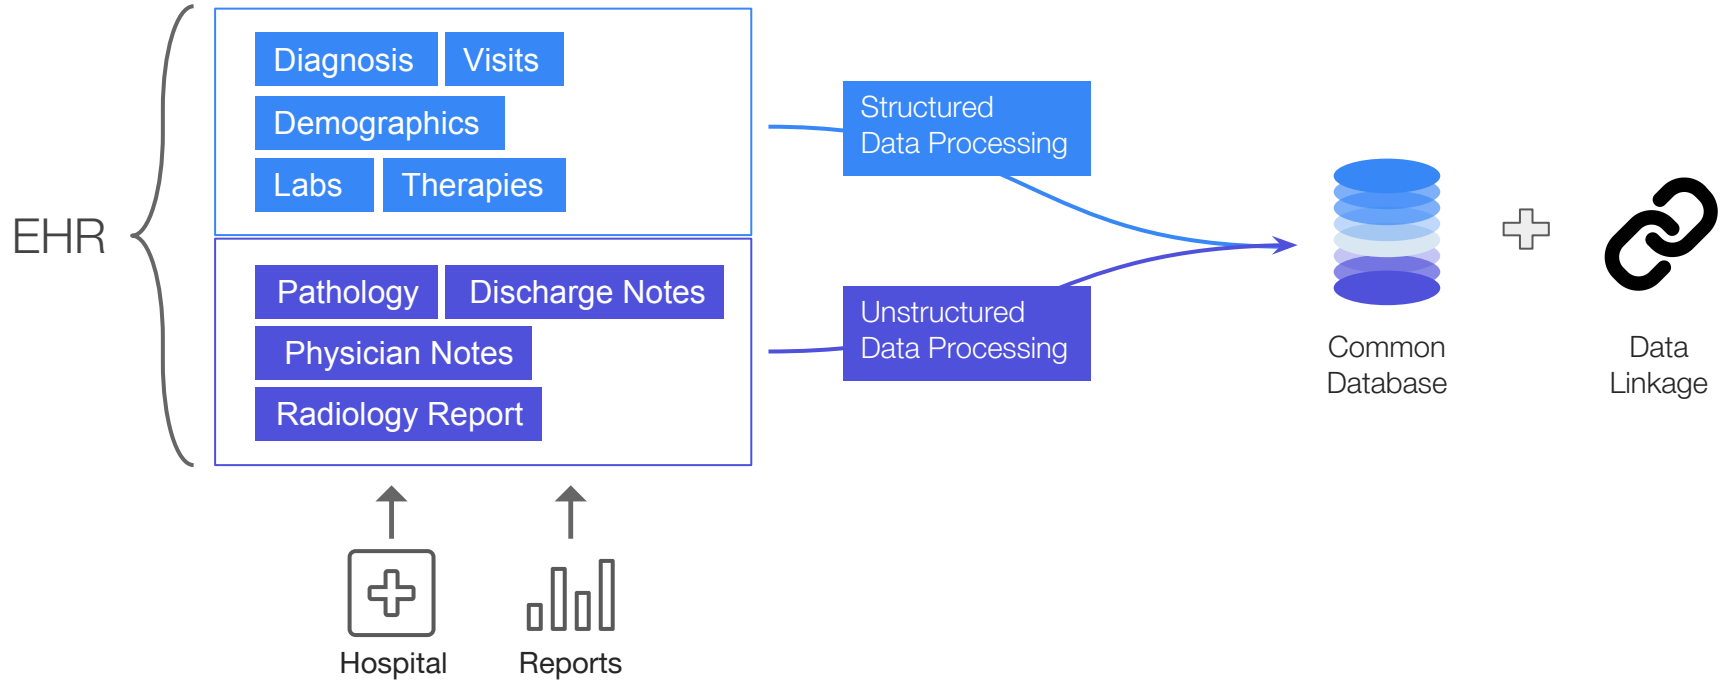 EHR
Diagnosis
Visits
Demographics
Labs
Therapies
Pathology
Discharge Notes
Physician Notes
Radiology Report
Hospital
Reports
Structured
Data Processing
Unstructured
Data Processing
Common
Database
Data
Linkage